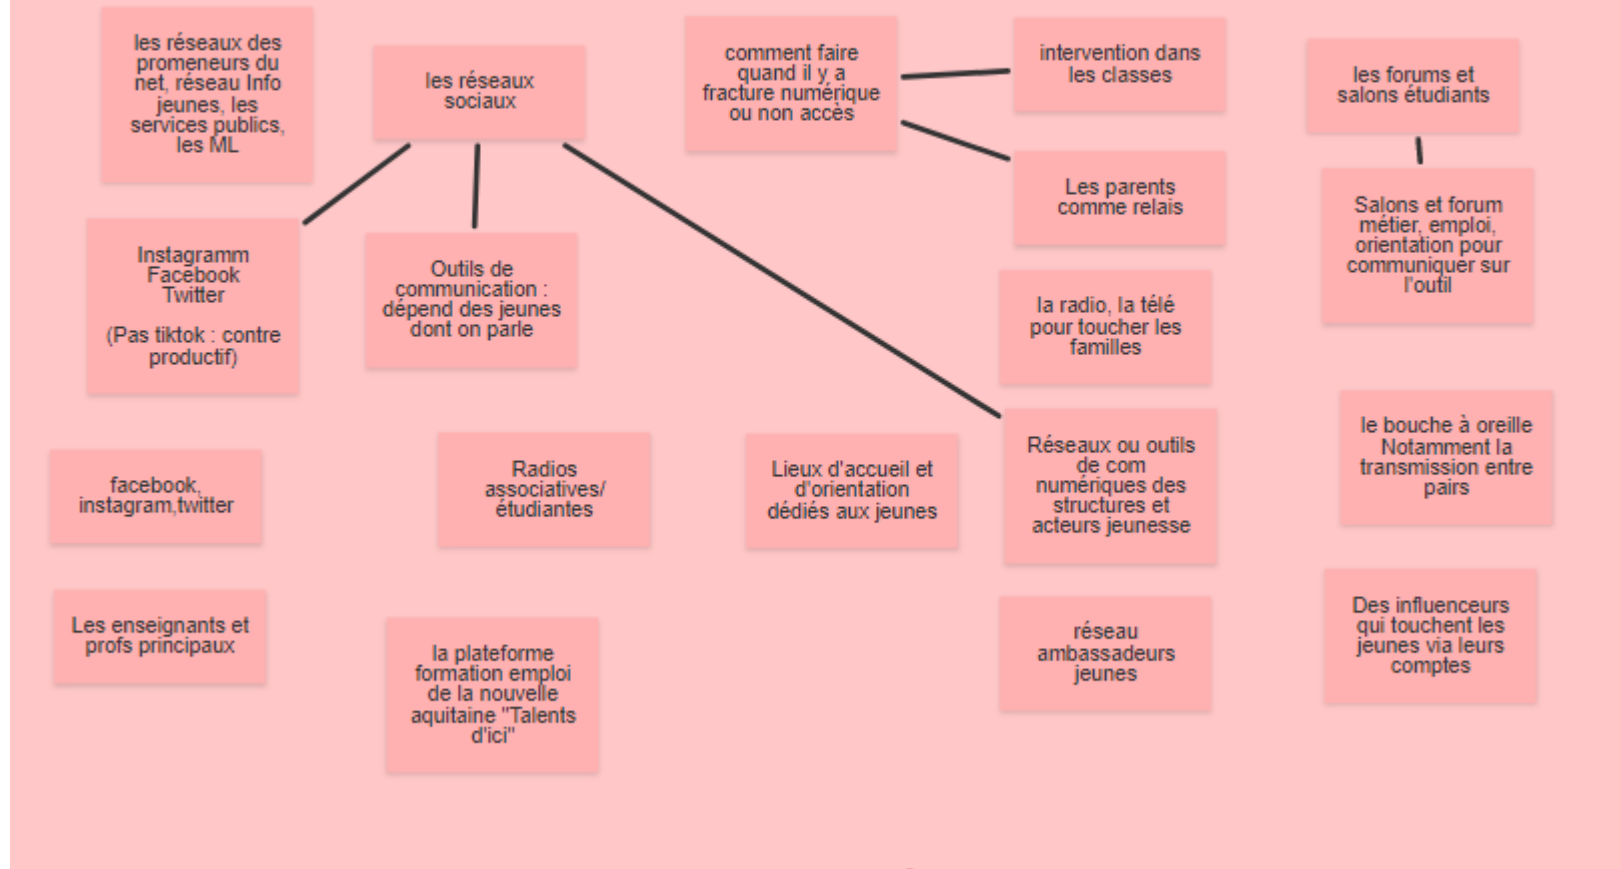 les réseaux des
promeneurs du
net, réseau Info
jeunes, les
services publics,
les ML
les réseaux
sociaux
comment faire
quand il y a
fracture numérique
ou non accès
intervention dans
les classes
les forums et
salons étudiants
Les parents
comme relais
Salons et forum
métier, emploi,
orientation pour
communiquer sur
l'outil
Instagramm
Facebook
Twitter
(Pas tiktok : contre
productif)
Outils de
communication :
dépend des jeunes
dont on parle
la radio, la télé
pour toucher les
familles
facebook,
instagram,twitter
Radios
associatives/
étudiantes
Lieux d'accueil et
d'orientation
dédiés aux jeunes
Réseaux ou outils
de com
numériques des
structures et
acteurs jeunesse
le bouche à oreille
Notamment la
transmission entre
pairs
Les enseignants et
profs principaux
la plateforme
formation emploi
de la nouvelle
aquitaine "Talents
d'ici"
réseau
ambassadeurs
jeunes
Des influenceurs
qui touchent les
jeunes via leurs
comptes